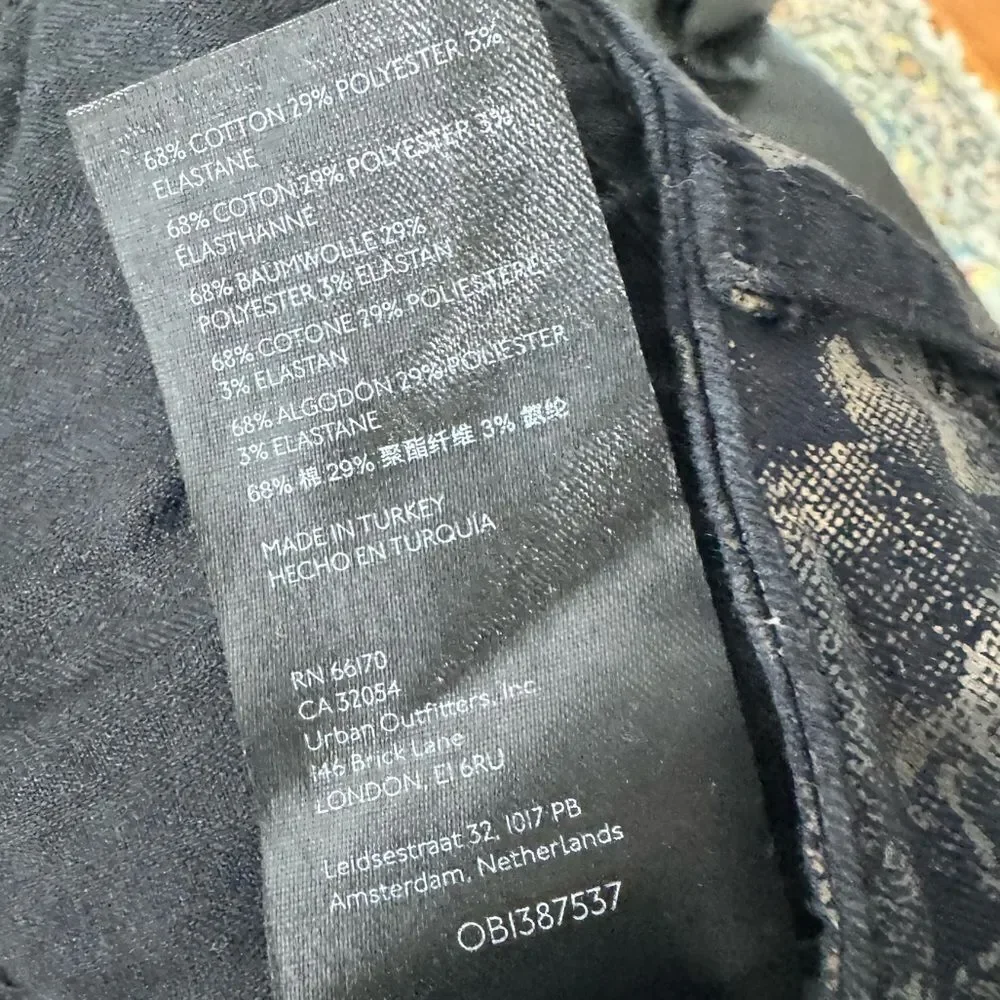 68% COTTON 29% POLYESTER 3%
ELASTANE
68% COTON 29% POLYESTER 3%
ÉLASTHANNE
68% BAUMWOLLE 29%
POLYESTER 3% ELASTAN
68% COTONE 29% POLIESTERE
3% ELASTAN
68% ALGODÓN 29% POLIESTER
3% ELASTANE
68% 棉 29% 聚酯纤维 3% 氨纶
MADE IN TURKEY
HECHO EN TURQUÍA
RN 66170
CA 32054
Urban Outfitters, Inc.
146 Brick Lane
LONDON, E1 6RU
Leidsestraat 32, 1017 PB
Amsterdam, Netherlands
OB1387537